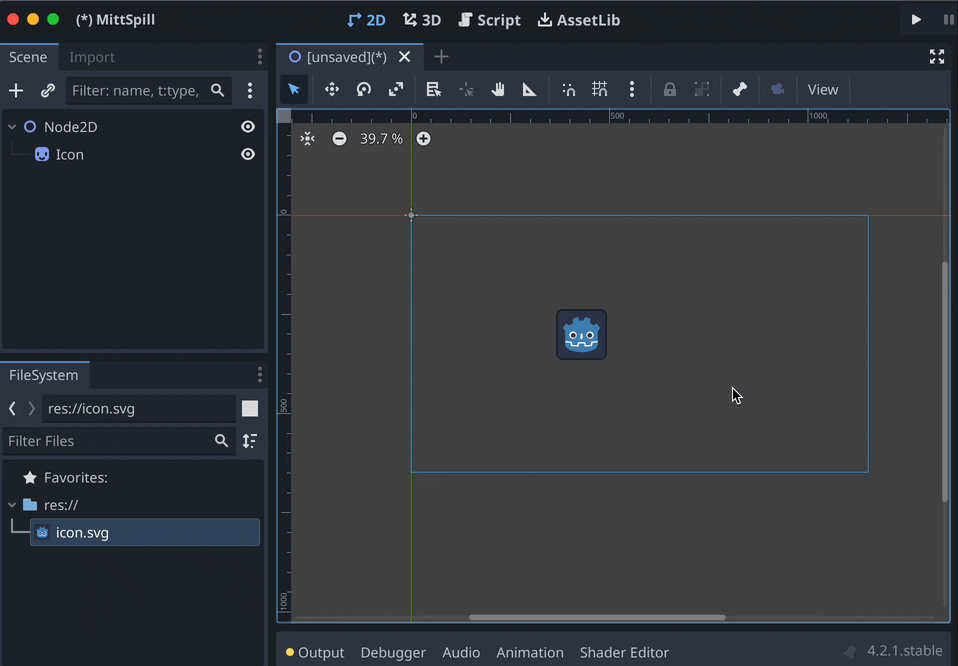 (*) MittSpill
2D 3D Script AssetLib
Scene Import
[unsaved](*)
Filter: name, t:type,
View
Node2D
Icon
0 500 1000
39.7 %
0
500
1000
FileSystem
res://icon.svg
Filter Files
Favorites:
res://
icon.svg
Output Debugger Audio Animation Shader Editor 4.2.1.stable